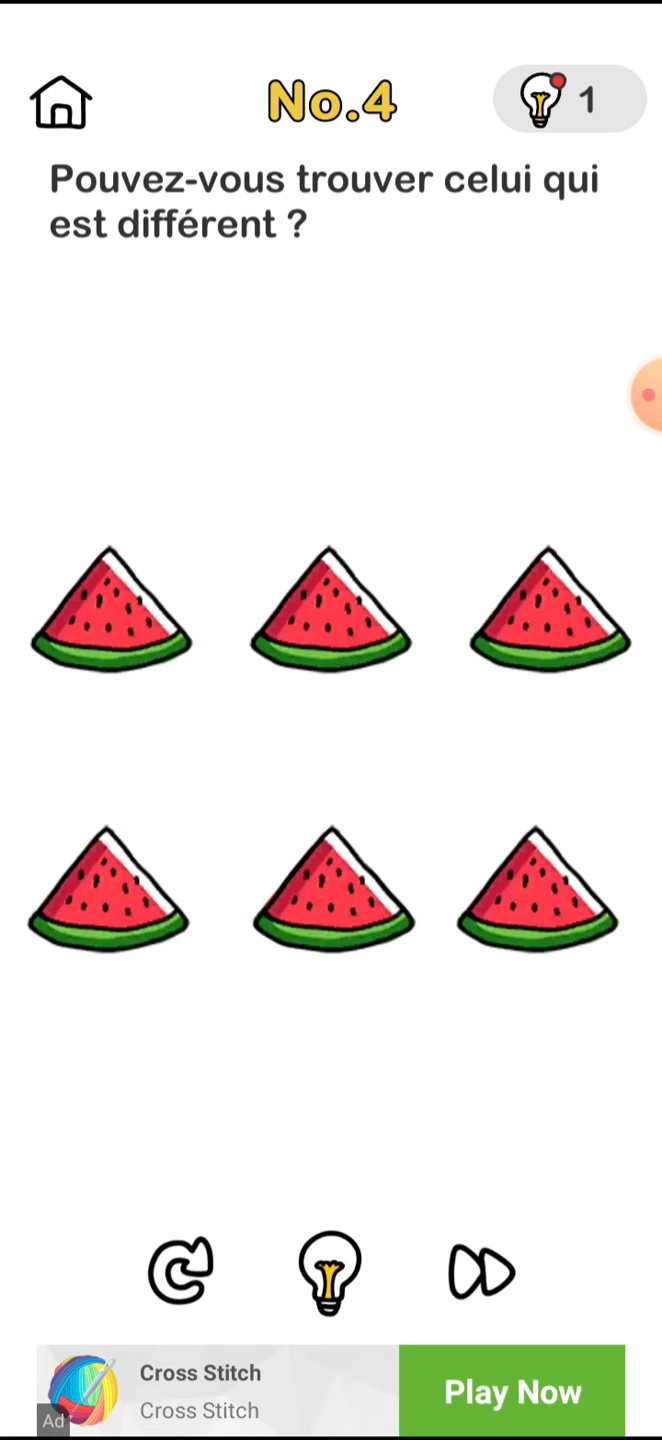 No.4
1
Pouvez-vous trouver celui qui
est différent ?
Cross Stitch
Cross Stitch
Play Now
Ad